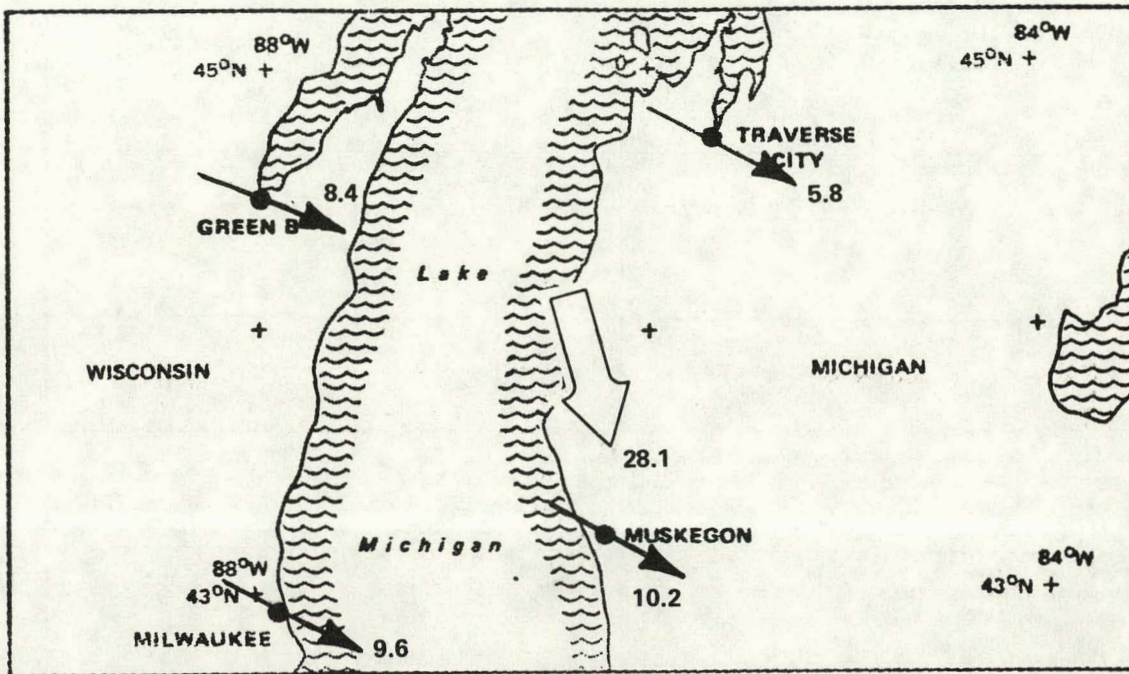 88°W
45°N +
84°W
45°N +
TRAVERSE
CITY
5.8
8.4
GREEN B
Lake
+
+
+
WISCONSIN
MICHIGAN
28.1
MUSKEGON
Michigan
10.2
88°W
43°N +
84°W
43°N +
MILWAUKEE
9.6